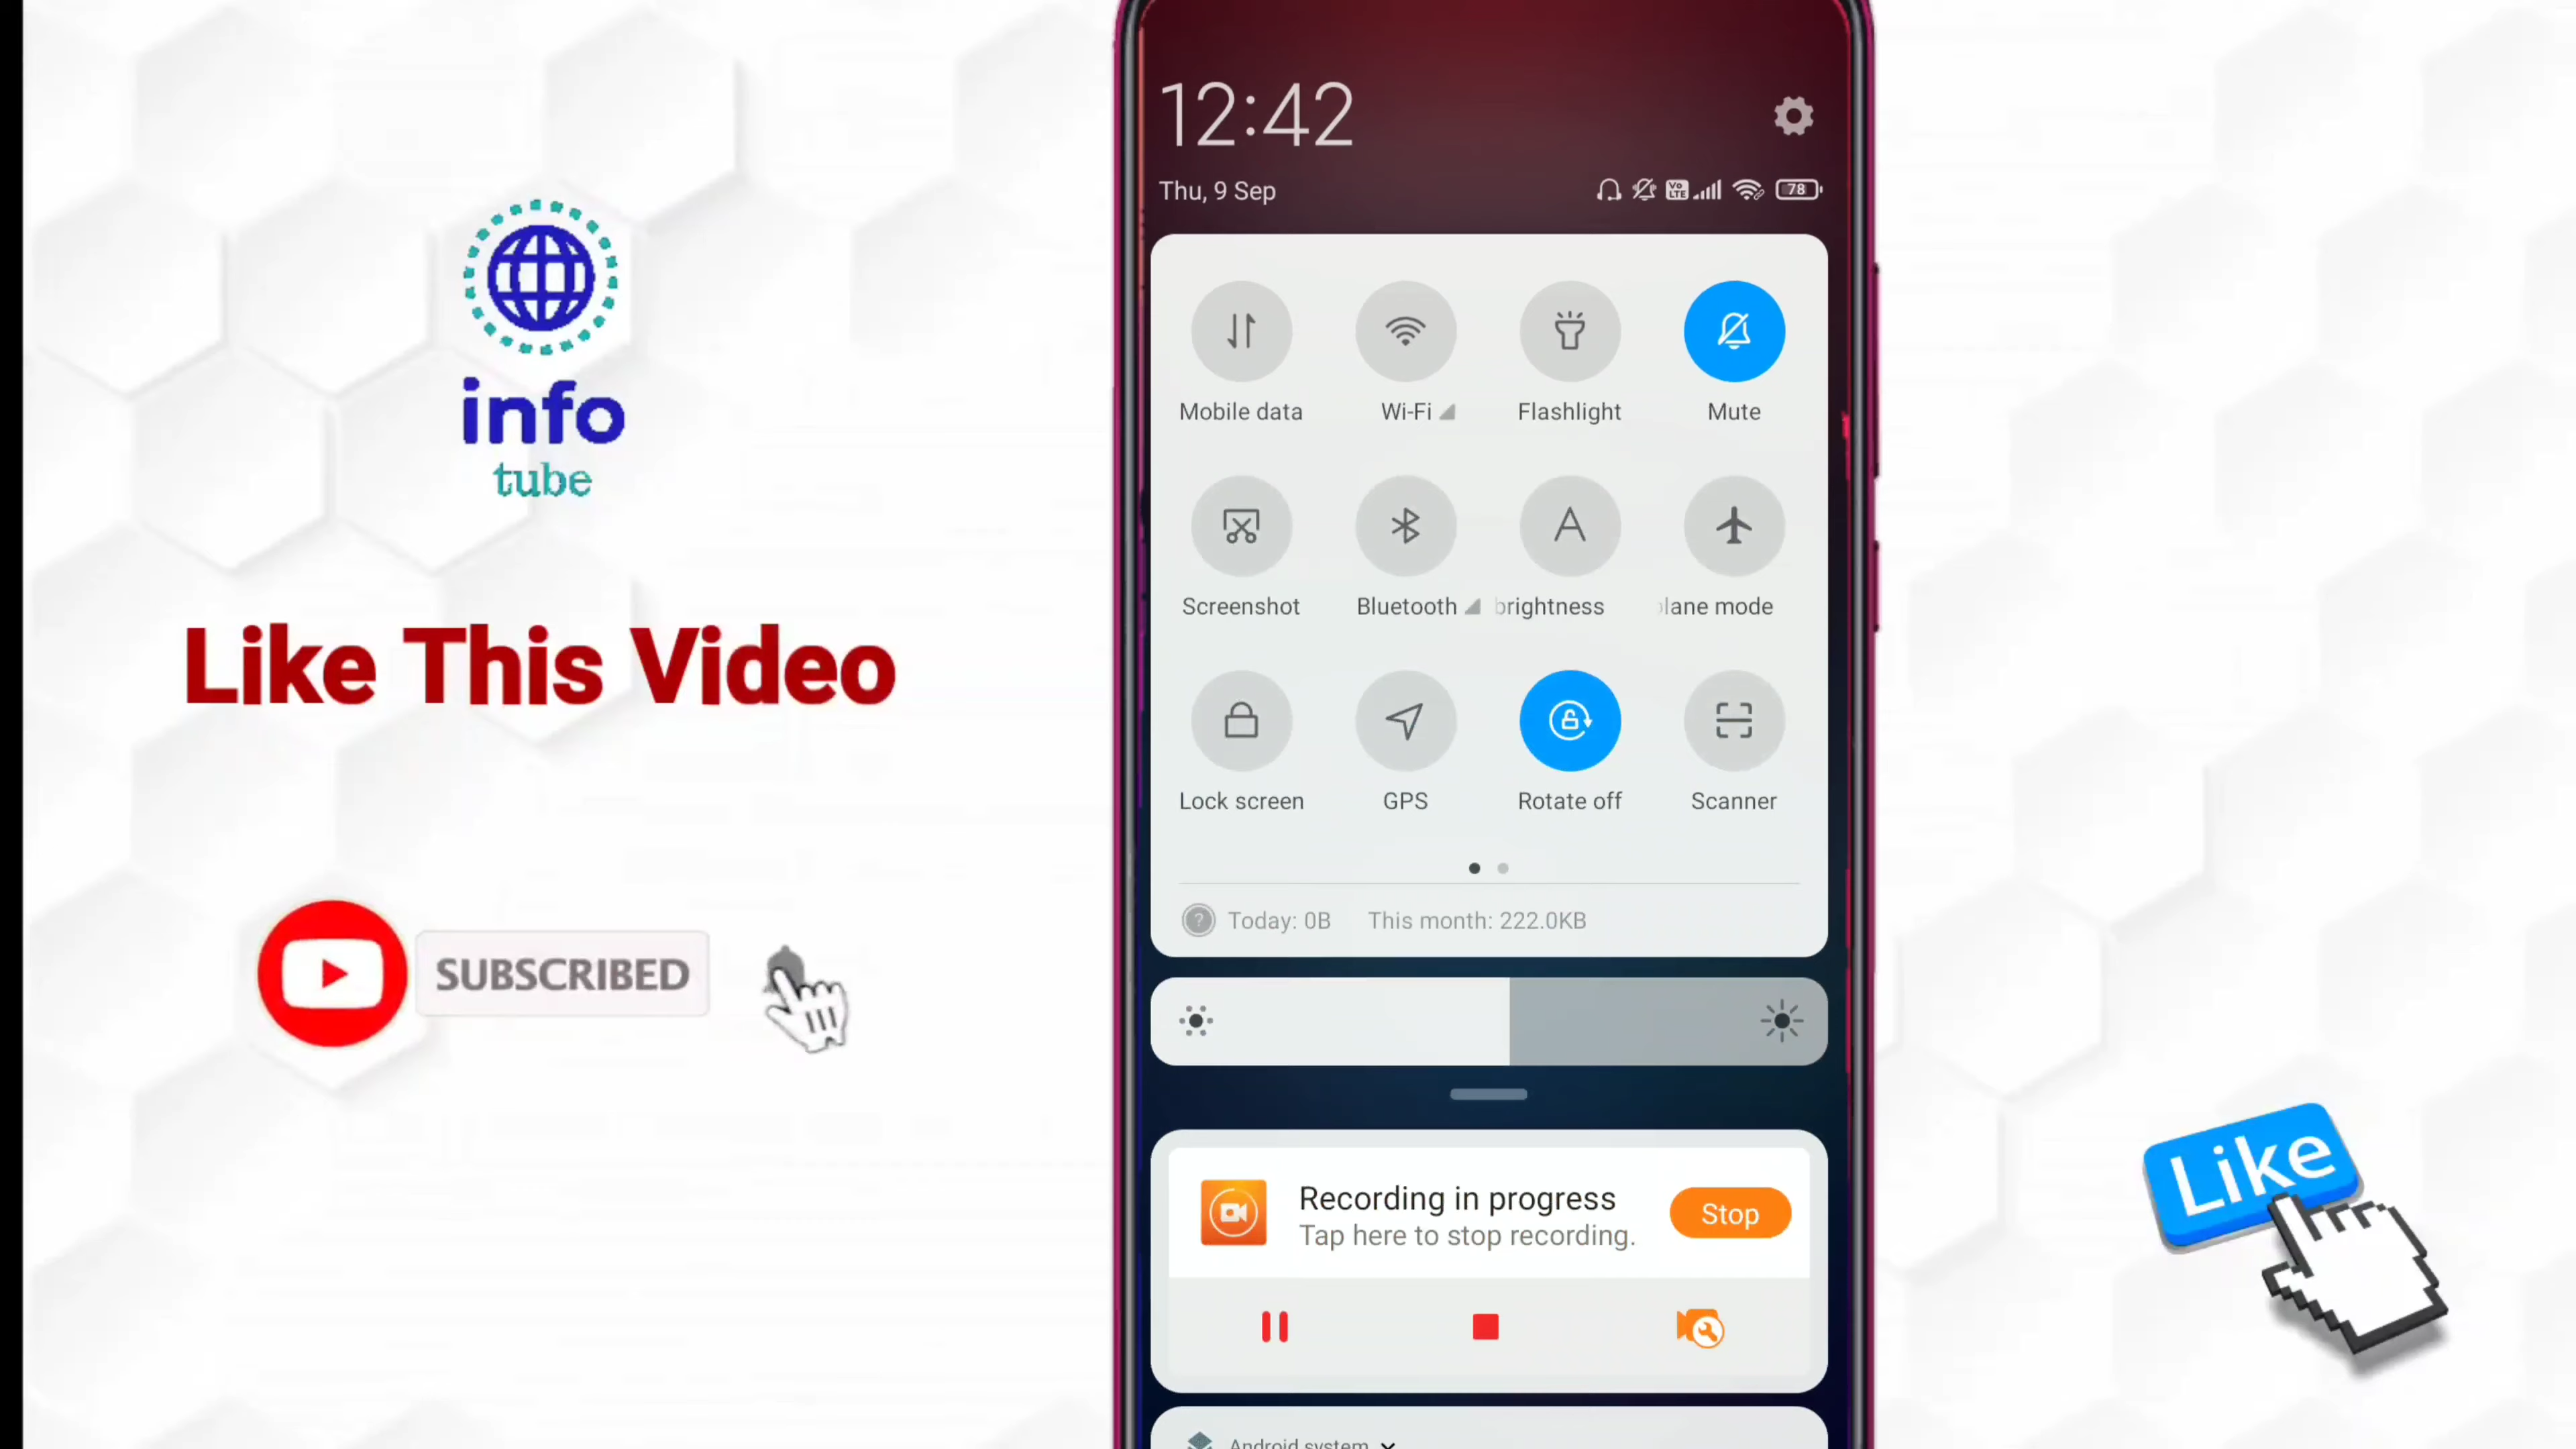 info
tube
Like This Video
SUBSCRIBED
12:42
Thu, 9 Sep
Vo
LTE
78
Mobile data
Wi-Fi
Flashlight
Mute
Screenshot
Bluetooth
brightness
lane mode
Lock screen
GPS
Rotate off
Scanner
Today: 0B This month: 222.0KB
Recording in progress
Tap here to stop recording.
Stop
Android system
Like